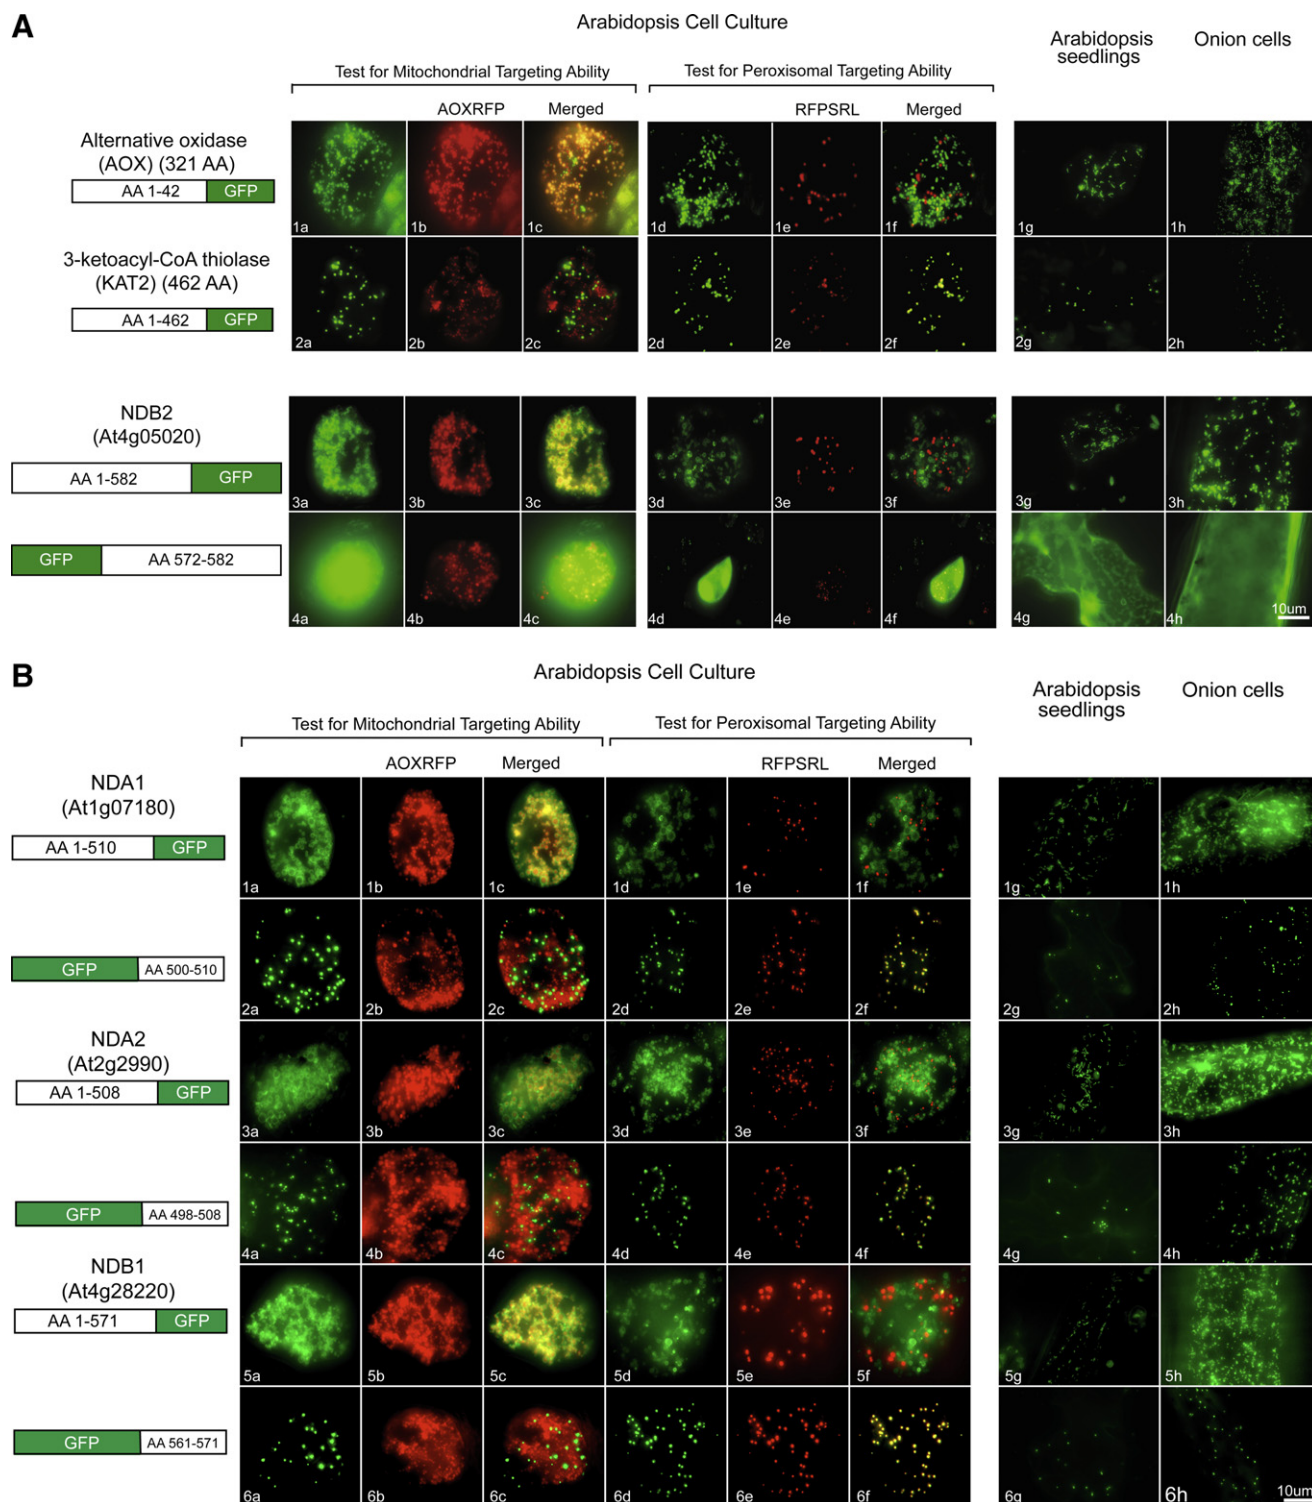 A
Arabidopsis Cell Culture
Arabidopsis
seedlings
Onion cells
Test for Mitochondrial Targeting Ability
Test for Peroxisomal Targeting Ability
AOXRFP
Merged
RFPSRL
Merged
Alternative oxidase
(AOX) (321 AA)
AA 1-42
GFP
1a
1b
1c
1d
1e
1f
1g
1h
3-ketoacyl-CoA thiolase
(KAT2) (462 AA)
AA 1-462
GFP
2a
2b
2c
2d
2e
2f
2g
2h
NDB2
(At4g05020)
AA 1-582
GFP
3a
3b
3c
3d
3e
3f
3g
3h
GFP
AA 572-582
4a
4b
4c
4d
4e
4f
4g
4h
10um
B
Arabidopsis Cell Culture
Arabidopsis
seedlings
Onion cells
Test for Mitochondrial Targeting Ability
Test for Peroxisomal Targeting Ability
AOXRFP
Merged
RFPSRL
Merged
NDA1
(At1g07180)
AA 1-510
GFP
1a
1b
1c
1d
1e
1f
1g
1h
GFP
AA 500-510
2a
2b
2c
2d
2e
2f
2g
2h
NDA2
(At2g2990)
AA 1-508
GFP
3a
3b
3c
3d
3e
3f
3g
3h
GFP
AA 498-508
4a
4b
4c
4d
4e
4f
4g
4h
NDB1
(At4g28220)
AA 1-571
GFP
5a
5b
5c
5d
5e
5f
5g
5h
GFP
AA 561-571
6a
6b
6c
6d
6e
6f
6g
6h
10um